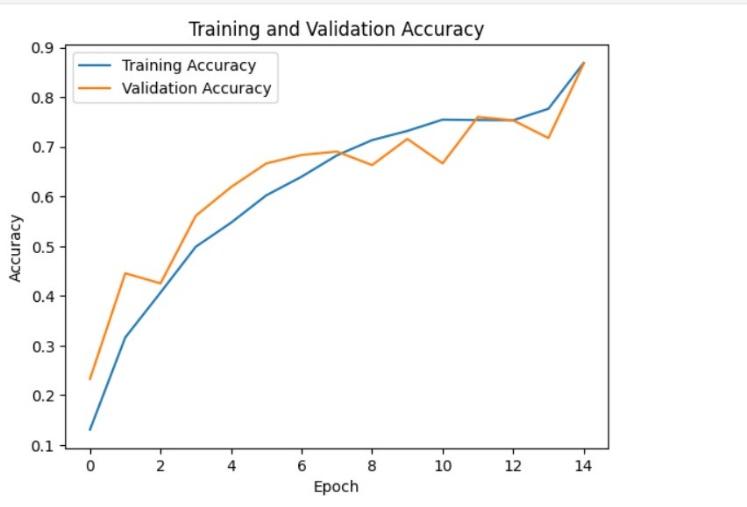 Training and Validation Accuracy
Training Accuracy
Validation Accuracy
Accuracy
0.9
0.8
0.7
0.6
0.5
0.4
0.3
0.2
0.1
0 2 4 6 8 10 12 14
Epoch